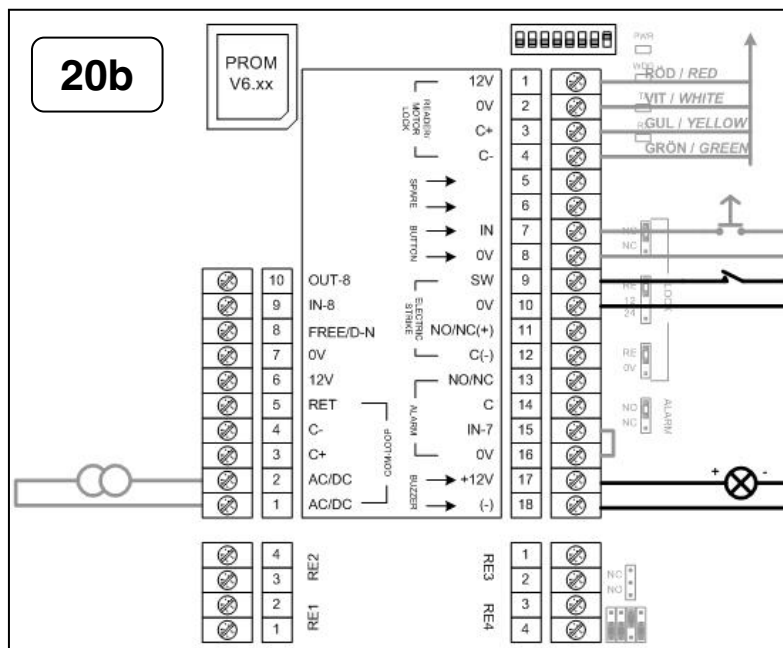 20b
PROM
V6.xx
READER/
MOTOR
LOCK
12V 1
0V 2
C+ 3
C- 4
SPARE
5
6
BUTTON
IN 7
0V 8
ELECTRIC
STRIKE
SW 9
0V 10
NO/NC(+) 11
C(-) 12
ALARM
NO/NC 13
C 14
IN-7 15
0V 16
BUZZER
+12V 17
(-) 18
PWR
WDO
RÖD / RED
VIT / WHITE
GUL / YELLOW
GRÖN / GREEN
NO
NC
RE
12
24
LOCK
RE
0V
NO
NC
ALARM
+ -
10 OUT-8
9 IN-8
8 FREE/D-N
7 0V
6 12V
5 RET
4 C-
3 C+
2 AC/DC
1 AC/DC
COM-LOOP
4
3
2
1
RE2
RE1
RE3
RE4
1
2
3
4
NC
NO